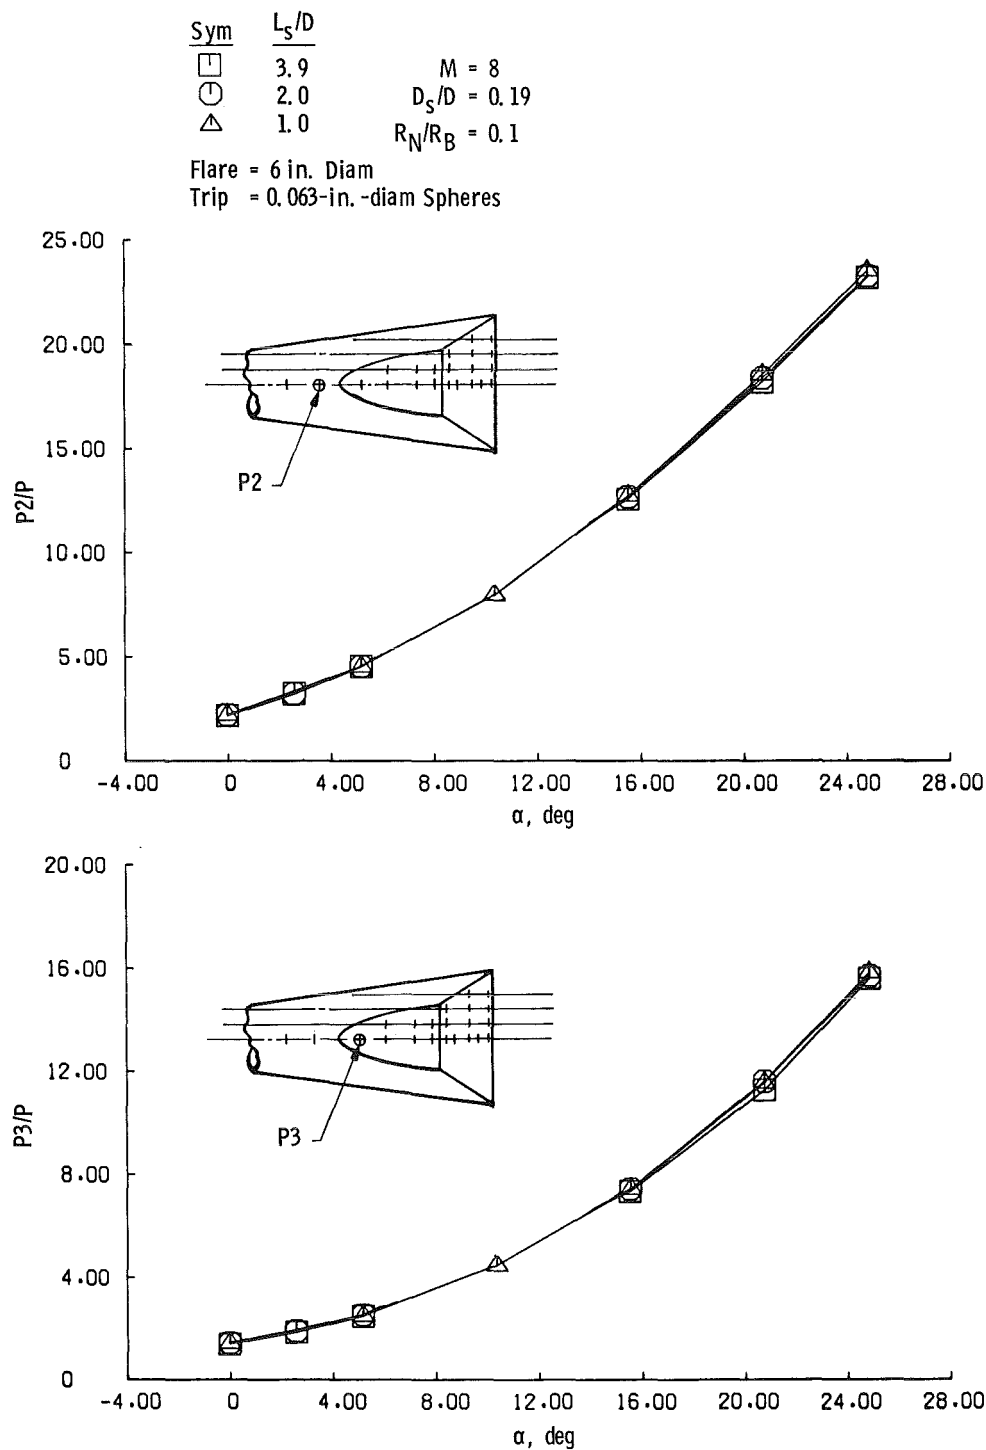 Sym Ls/D
3.9 M = 8
2.0 Ds/D = 0.19
1.0 RN/RB = 0.1
Flare = 6 in. Diam
Trip = 0.063-in.-diam Spheres
25.00
20.00
15.00
10.00
5.00
0
P2/P
P2
-4.00 0 4.00 8.00 12.00 16.00 20.00 24.00 28.00
α, deg
20.00
16.00
12.00
8.00
4.00
0
P3/P
P3
-4.00 0 4.00 8.00 12.00 16.00 20.00 24.00 28.00
α, deg